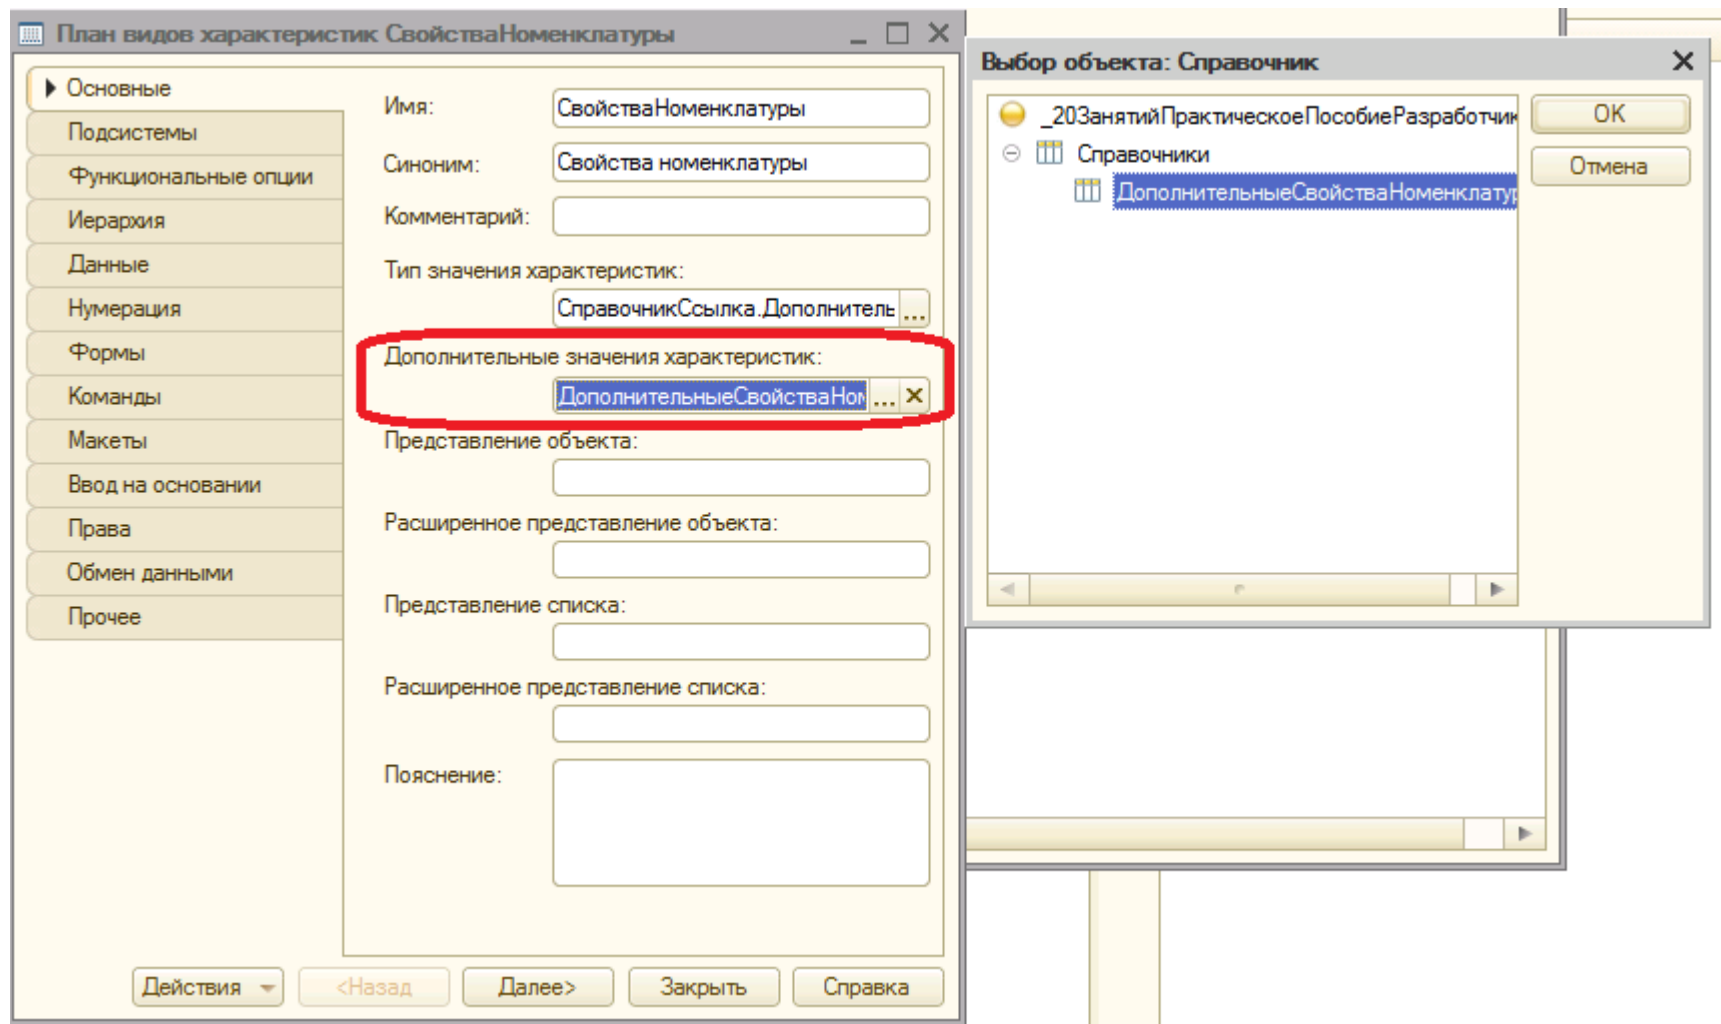 План видов характеристик СвойстваНоменклатуры
Основные
Подсистемы
Функциональные опции
Иерархия
Данные
Нумерация
Формы
Команды
Макеты
Ввод на основании
Права
Обмен данными
Прочее
Имя: СвойстваНоменклатуры
Синоним: Свойства номенклатуры
Комментарий:
Тип значения характеристик:
СправочникСсылка.Дополнитель ...
Дополнительные значения характеристик:
ДополнительныеСвойстваНом ...
Представление объекта:
Расширенное представление объекта:
Представление списка:
Расширенное представление списка:
Пояснение:
Действия <Назад Далее> Закрыть Справка
Выбор объекта: Справочник
_20ЗанятийПрактическоеПособиеРазработчик
Справочники
ДополнительныеСвойстваНоменклатур
OK
Отмена